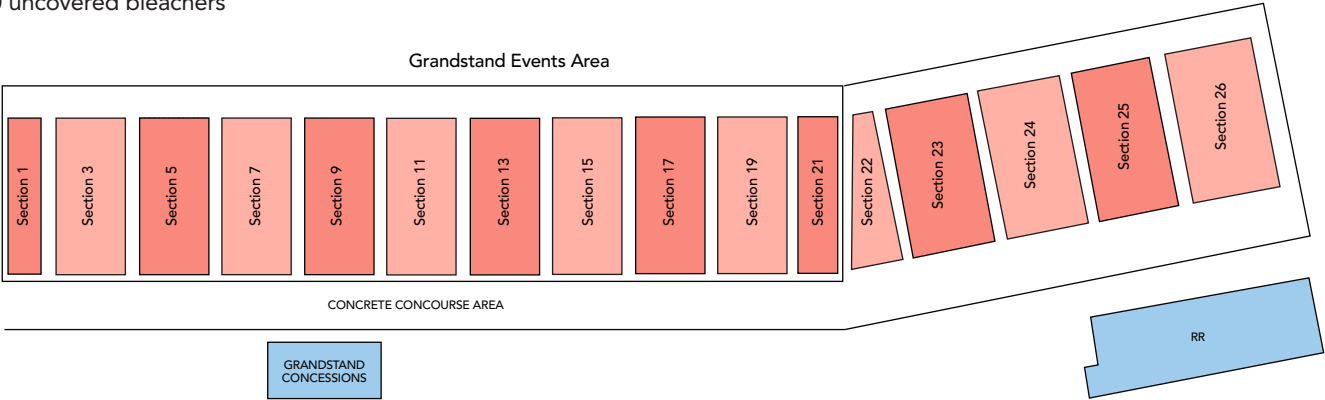 uncovered bleachers
Grandstand Events Area
Section 1
Section 3
Section 5
Section 7
Section 9
Section 11
Section 13
Section 15
Section 17
Section 19
Section 21
Section 22
Section 23
Section 24
Section 25
Section 26
CONCRETE CONCOURSE AREA
GRANDSTAND
CONCESSIONS
RR